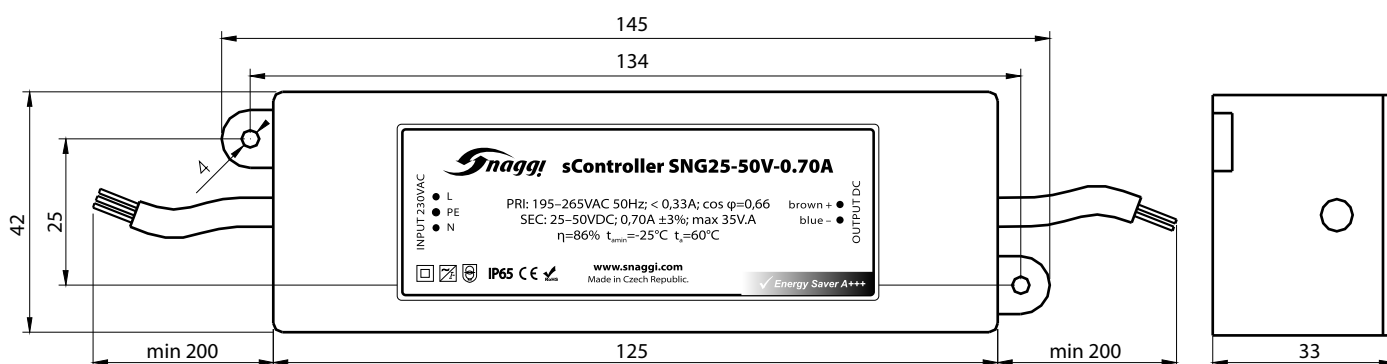 145
134
4
42
25
Snaggi sController SNG25-50V-0.70A
INPUT 230VAC
L
PE
N
PRI: 195–265VAC 50Hz; < 0,33A; cos φ=0,66
SEC: 25–50VDC; 0,70A ±3%; max 35V.A
η=86% tamin=-25°C ta=60°C
brown +
blue –
OUTPUT DC
IP65 CE RoHS
www.snaggi.com
Made in Czech Republic.
Energy Saver A+++
min 200
125
min 200
33